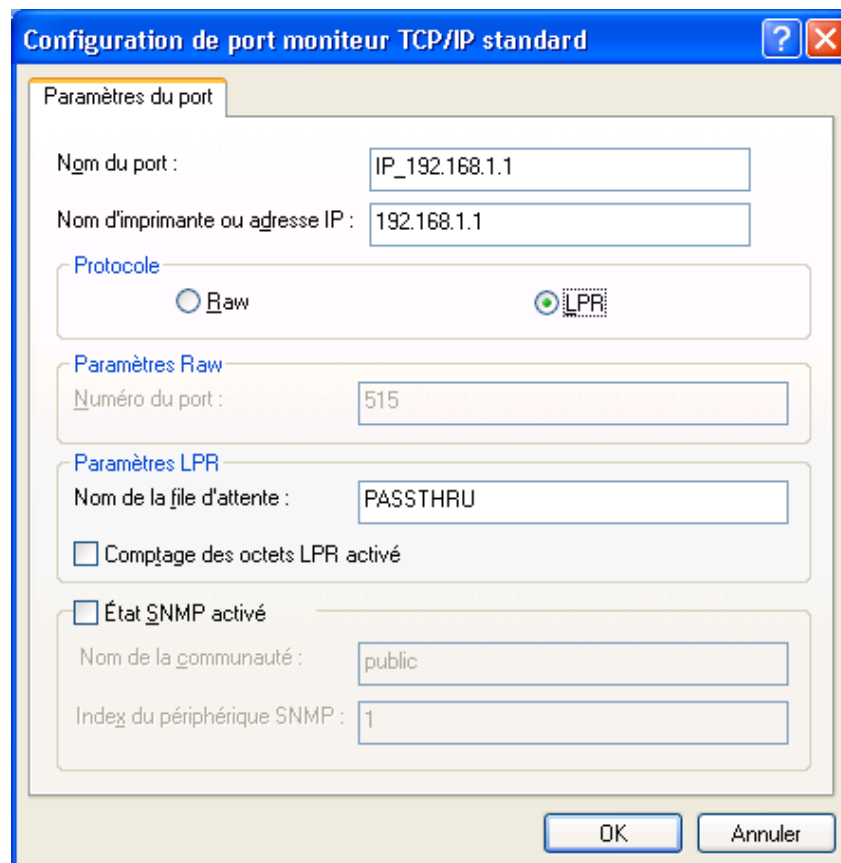 Configuration de port moniteur TCP/IP standard
Paramètres du port
Nom du port : IP_192.168.1.1
Nom d'imprimante ou adresse IP : 192.168.1.1
Protocole
Raw LPR
Paramètres Raw
Numéro du port : 515
Paramètres LPR
Nom de la file d'attente : PASSTHRU
Comptage des octets LPR activé
État SNMP activé
Nom de la communauté : public
Index du périphérique SNMP : 1
OK Annuler